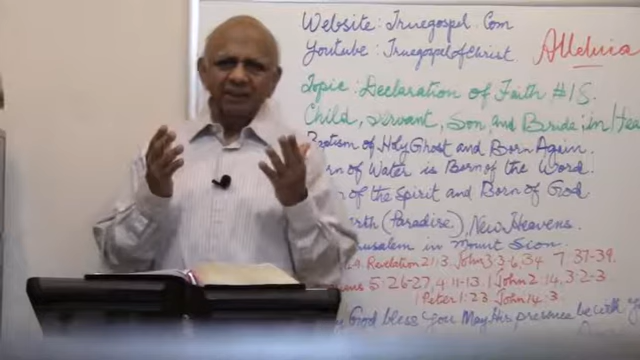 Website: Truegospel.Com
Youtube: TruegospelofChrist
Alleluia
Topic: Declaration of Faith #15.
Child, Servant, Son, and Bride; in
Baptism of Holy Ghost and Born Again.
of Water is Born of the Word.
of the Spirit and Born of God
(Paradise), New Heavens.
in Mount Sion.
Revelation 21:3. John 3:3-6,34 7:37-39.
5:26-27, 4:11-13. 1 John 2:14, 3:2-3
1 Peter 1:23 John 14:3.
God bless You May His presence be with